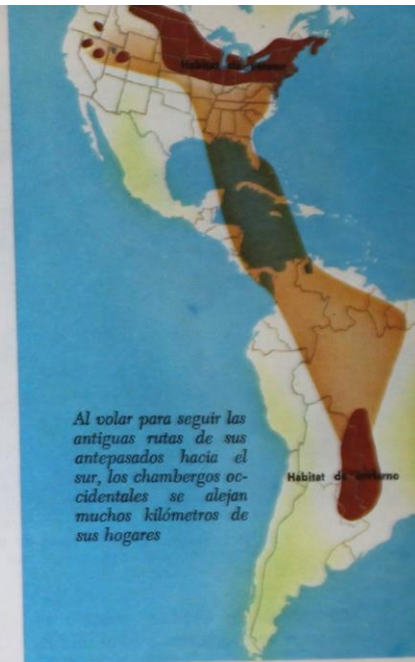 Hábitat de verano
Al volar para seguir las
antiguas rutas de sus
antepasados hacia el
sur, los chambergos oc-
cidentales se alejan
muchos kilómetros de
sus hogares
Hábitat de invierno